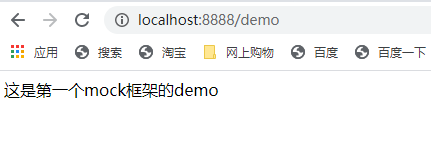 localhost:8888/demo
应用 搜索 淘宝 网上购物 百度 百度一下
这是第一个mock框架的demo